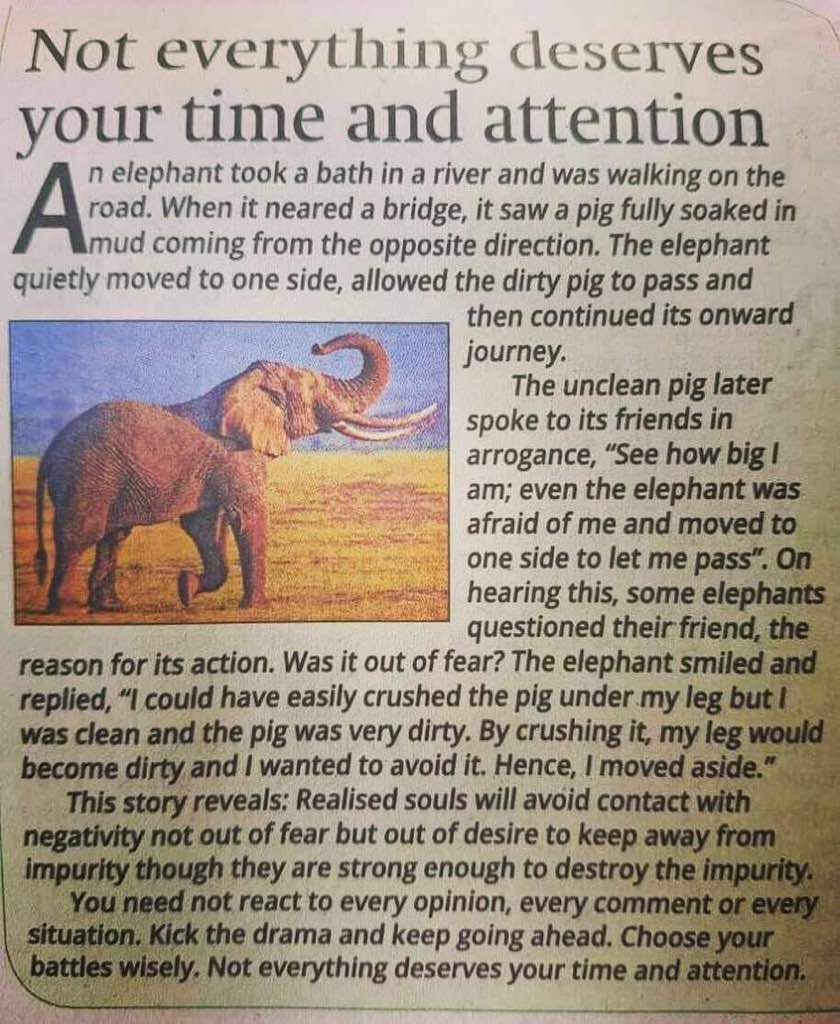 Not everything deserves
your time and attention
An elephant took a bath in a river and was walking on the
road. When it neared a bridge, it saw a pig fully soaked in
mud coming from the opposite direction. The elephant
quietly moved to one side, allowed the dirty pig to pass and
then continued its onward
journey.
The unclean pig later
spoke to its friends in
arrogance, “See how big I
am; even the elephant was
afraid of me and moved to
one side to let me pass”. On
hearing this, some elephants
questioned their friend, the
reason for its action. Was it out of fear? The elephant smiled and
replied, “I could have easily crushed the pig under my leg but I
was clean and the pig was very dirty. By crushing it, my leg would
become dirty and I wanted to avoid it. Hence, I moved aside.”
This story reveals: Realised souls will avoid contact with
negativity not out of fear but out of desire to keep away from
impurity though they are strong enough to destroy the impurity.
You need not react to every opinion, every comment or every
situation. Kick the drama and keep going ahead. Choose your
battles wisely. Not everything deserves your time and attention.